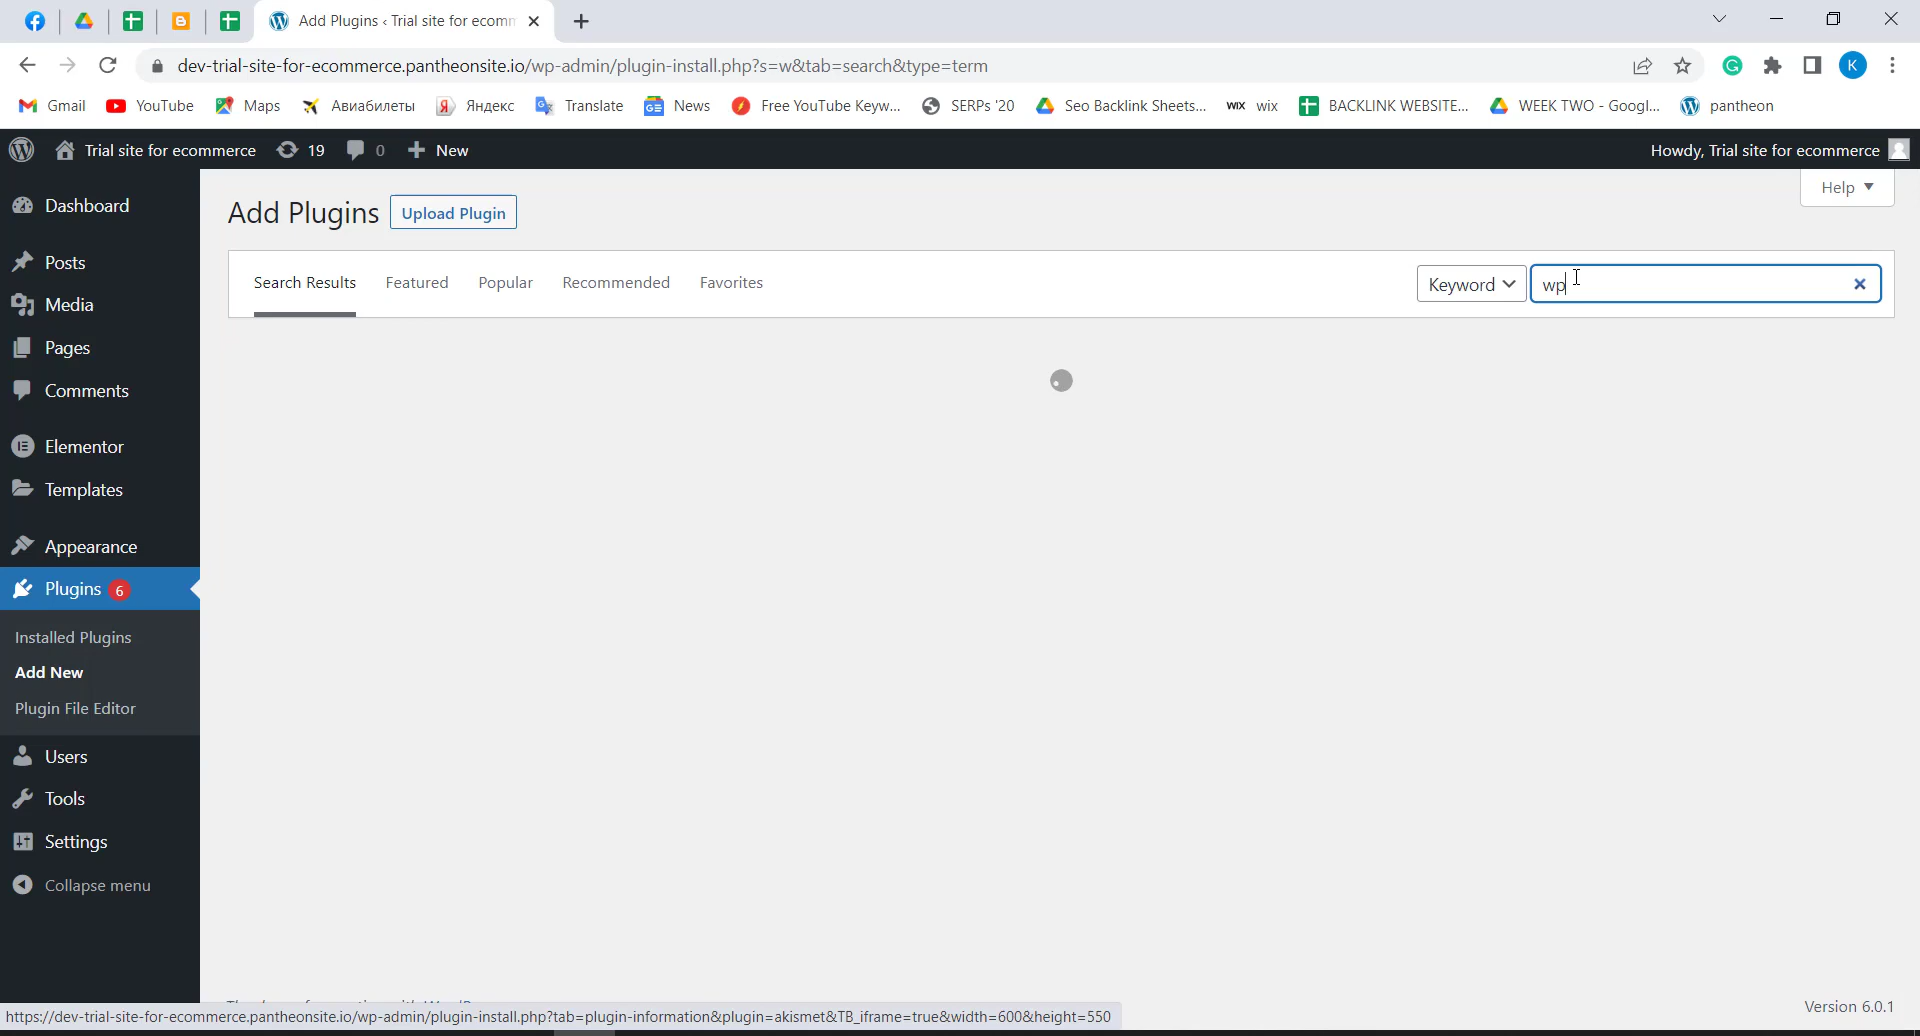 Add Plugins ‹ Trial site for ecomm
dev-trial-site-for-ecommerce.pantheonsite.io/wp-admin/plugin-install.php?s=w&tab=search&type=term
K
Gmail YouTube Maps Авиабилеты Яндекс Translate News Free YouTube Keyw... SERPs '20 Seo Backlink Sheets... WIX wix BACKLINK WEBSITE... WEEK TWO - Googl... pantheon
Trial site for ecommerce 19 0 New Howdy, Trial site for ecommerce
Help
Dashboard
Posts
Media
Pages
Comments
Elementor
Templates
Appearance
Plugins 6
Installed Plugins
Add New
Plugin File Editor
Users
Tools
Settings
Collapse menu
Add Plugins Upload Plugin
Search Results Featured Popular Recommended Favorites Keyword wp
Version 6.0.1
https://dev-trial-site-for-ecommerce.pantheonsite.io/wp-admin/plugin-install.php?tab=plugin-information&plugin=akismet&TB_iframe=true&width=600&height=550